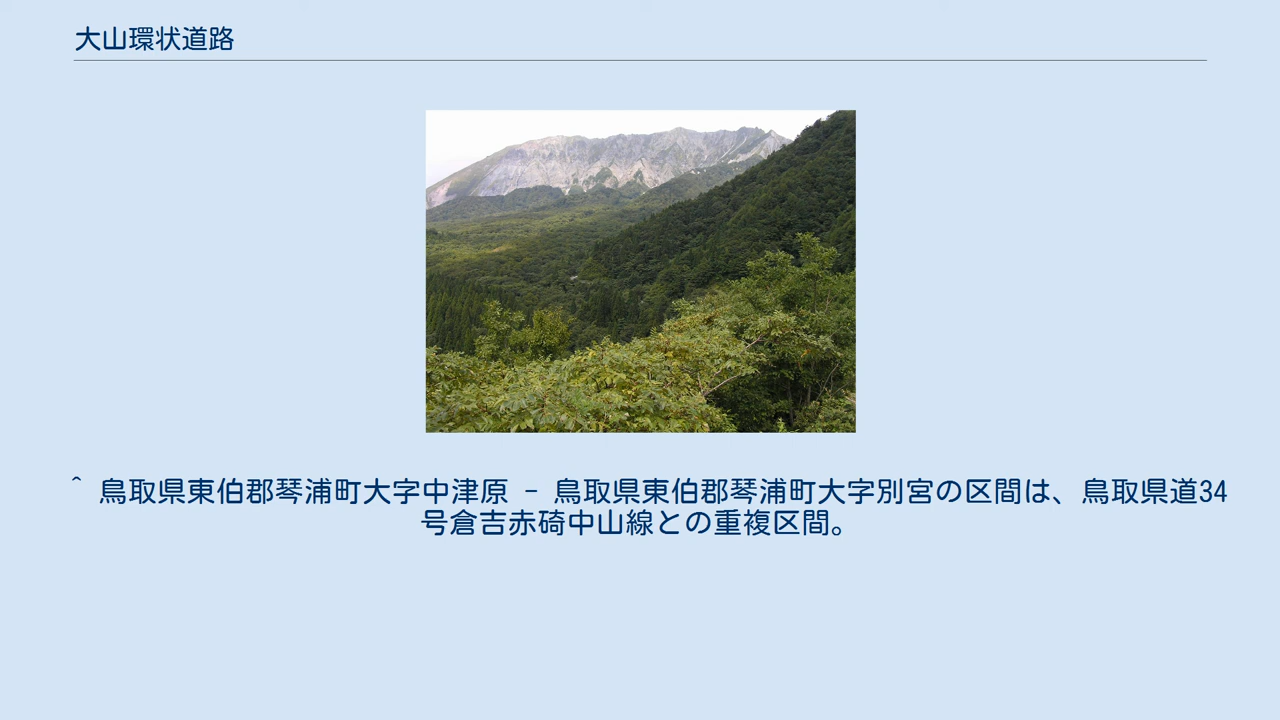 大山環状道路
^ 鳥取県東伯郡琴浦町大字中津原 - 鳥取県東伯郡琴浦町大字別宮の区間は、鳥取県道34
号倉吉赤碕中山線との重複区間。